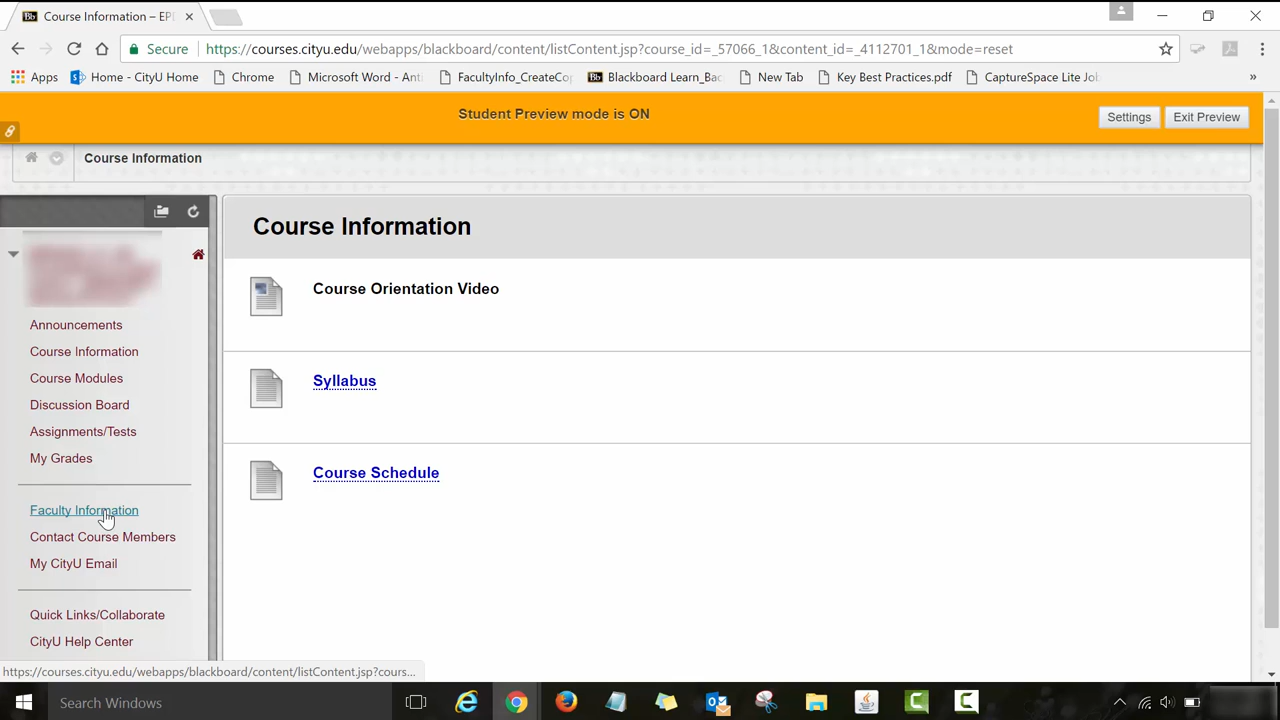 Course Information – EPD
Secure
https://courses.cityu.edu/webapps/blackboard/content/listContent.jsp?course_id=_57066_1&content_id=_4112701_1&mode=reset
Apps
Home - CityU Home
Chrome
Microsoft Word - Anti
FacultyInfo_CreateCop
Blackboard Learn_Bac
New Tab
Key Best Practices.pdf
CaptureSpace Lite Job
»
Student Preview mode is ON
Settings
Exit Preview
Course Information
Course Information
Course Orientation Video
Syllabus
Course Schedule
Announcements
Course Information
Course Modules
Discussion Board
Assignments/Tests
My Grades
Faculty Information
Contact Course Members
My CityU Email
Quick Links/Collaborate
CityU Help Center
https://courses.cityu.edu/webapps/blackboard/content/listContent.jsp?cours...
Search Windows